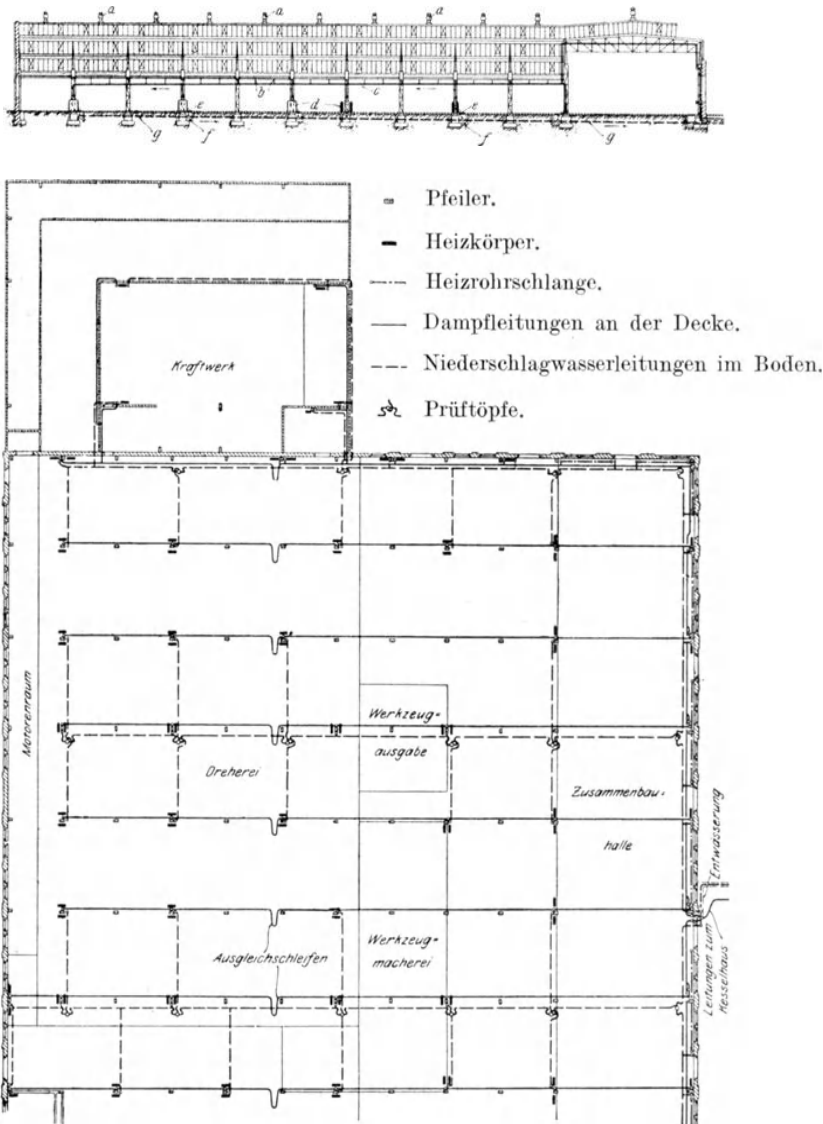 a a a
b c
d e e
g f f g
Pfeiler.
Heizkörper.
Heizrohrschlange.
Dampfleitungen an der Decke.
Niederschlagwasserleitungen im Boden.
Prüftöpfe.
Kraftwerk
Motorenraum
Werkzeug=
ausgabe
Dreherei
Zusammenbau=
halle
Entwässerung
Leitungen zum
Kesselhaus
Ausgleichschleifen
Werkzeug=
macherei